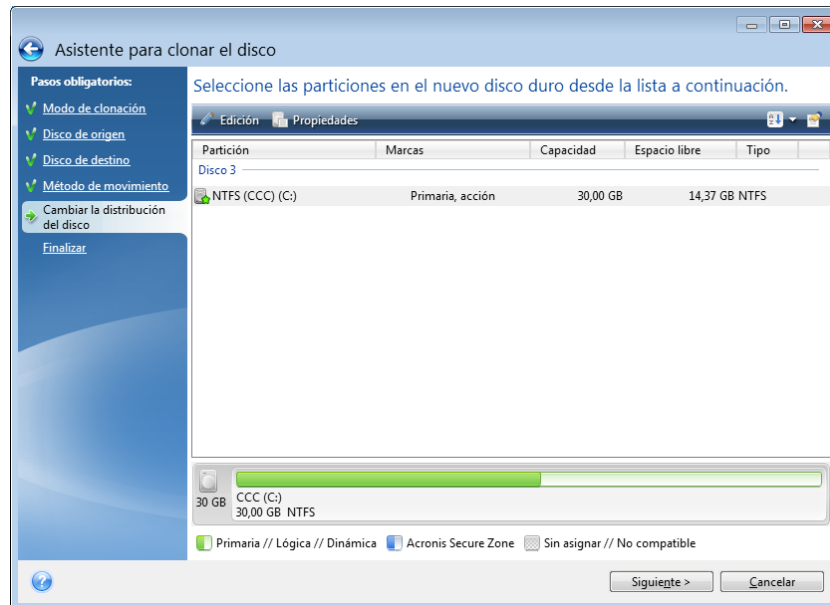 Asistente para clonar el disco
Pasos obligatorios:
Modo de clonación
Disco de origen
Disco de destino
Método de movimiento
Cambiar la distribución
del disco
Finalizar
Seleccione las particiones en el nuevo disco duro desde la lista a continuación.
Edición Propiedades
Partición Marcas Capacidad Espacio libre Tipo
Disco 3
NTFS (CCC) (C:) Primaria, acción 30,00 GB 14,37 GB NTFS
30 GB
CCC (C:)
30,00 GB NTFS
Primaria // Lógica // Dinámica Acronis Secure Zone Sin asignar // No compatible
Siguiente > Cancelar